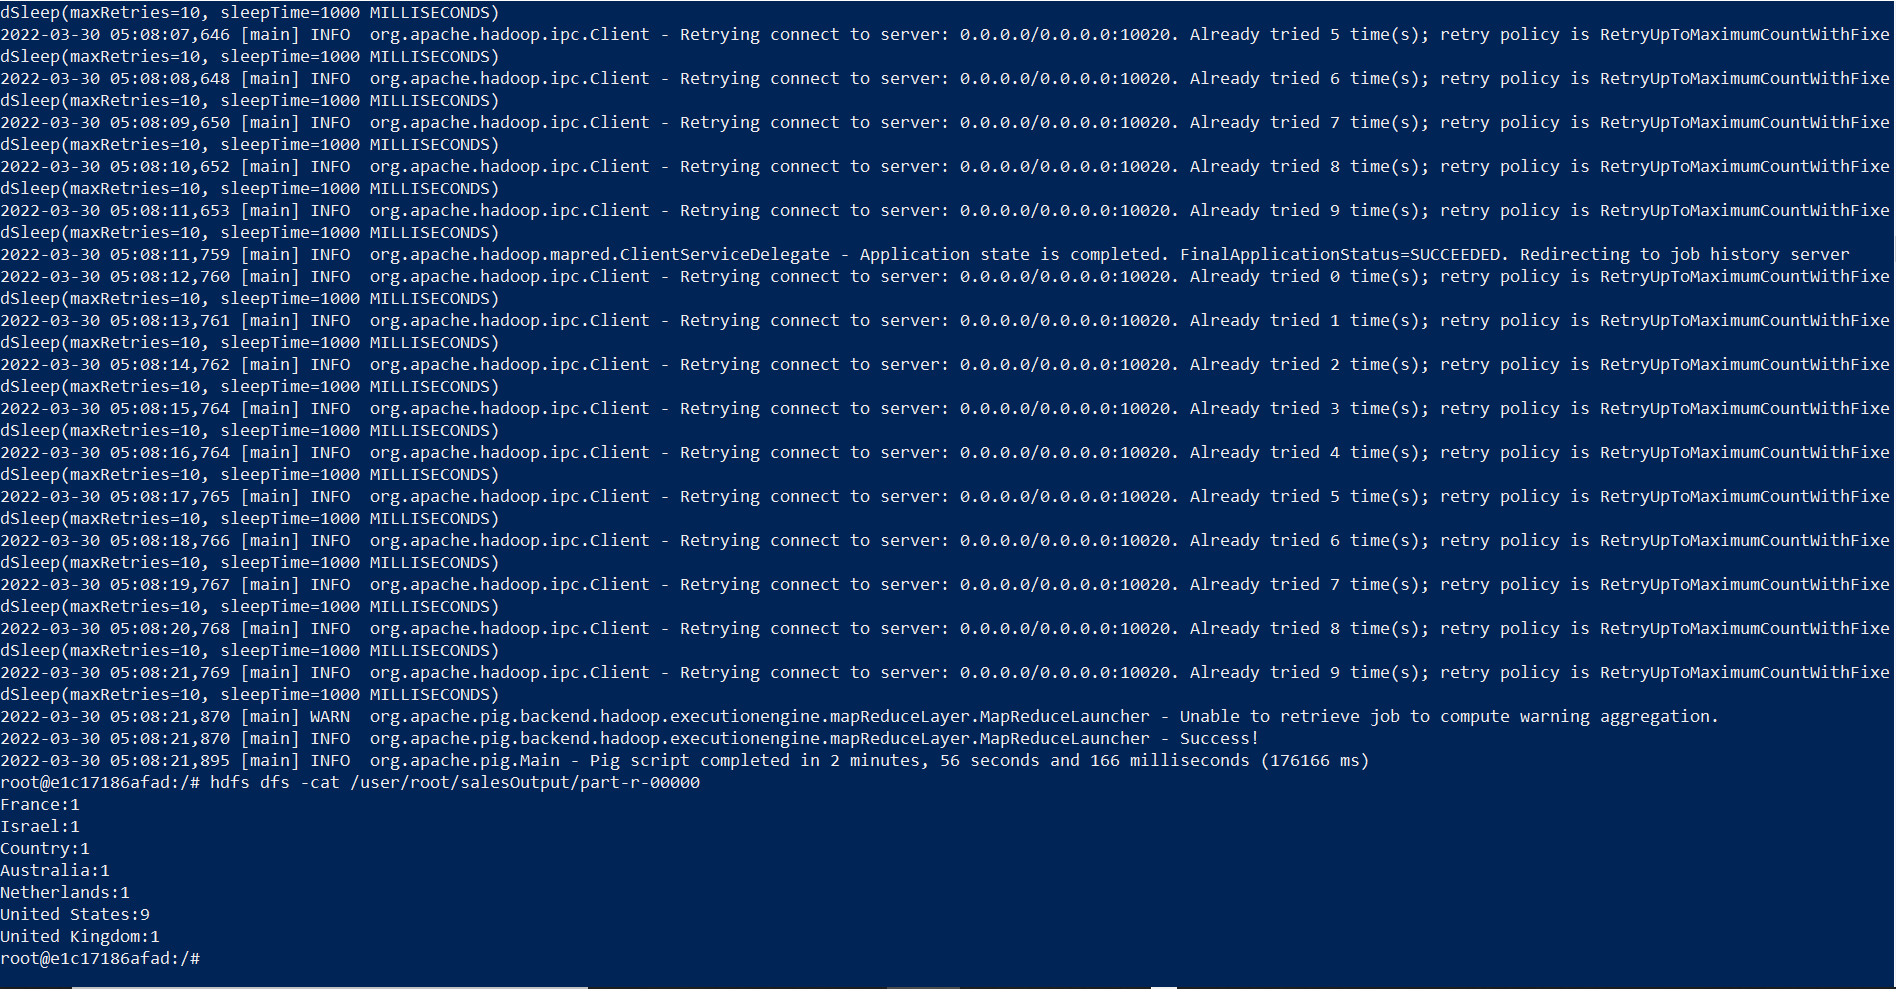 dSleep(maxRetries=10, sleepTime=1000 MILLISECONDS)
2022-03-30 05:08:07,646 [main] INFO  org.apache.hadoop.ipc.Client - Retrying connect to server: 0.0.0.0/0.0.0.0:10020. Already tried 5 time(s); retry policy is RetryUpToMaximumCountWithFixe
dSleep(maxRetries=10, sleepTime=1000 MILLISECONDS)
2022-03-30 05:08:08,648 [main] INFO  org.apache.hadoop.ipc.Client - Retrying connect to server: 0.0.0.0/0.0.0.0:10020. Already tried 6 time(s); retry policy is RetryUpToMaximumCountWithFixe
dSleep(maxRetries=10, sleepTime=1000 MILLISECONDS)
2022-03-30 05:08:09,650 [main] INFO  org.apache.hadoop.ipc.Client - Retrying connect to server: 0.0.0.0/0.0.0.0:10020. Already tried 7 time(s); retry policy is RetryUpToMaximumCountWithFixe
dSleep(maxRetries=10, sleepTime=1000 MILLISECONDS)
2022-03-30 05:08:10,652 [main] INFO  org.apache.hadoop.ipc.Client - Retrying connect to server: 0.0.0.0/0.0.0.0:10020. Already tried 8 time(s); retry policy is RetryUpToMaximumCountWithFixe
dSleep(maxRetries=10, sleepTime=1000 MILLISECONDS)
2022-03-30 05:08:11,653 [main] INFO  org.apache.hadoop.ipc.Client - Retrying connect to server: 0.0.0.0/0.0.0.0:10020. Already tried 9 time(s); retry policy is RetryUpToMaximumCountWithFixe
dSleep(maxRetries=10, sleepTime=1000 MILLISECONDS)
2022-03-30 05:08:11,759 [main] INFO  org.apache.hadoop.mapred.ClientServiceDelegate - Application state is completed. FinalApplicationStatus=SUCCEEDED. Redirecting to job history server
2022-03-30 05:08:12,760 [main] INFO  org.apache.hadoop.ipc.Client - Retrying connect to server: 0.0.0.0/0.0.0.0:10020. Already tried 0 time(s); retry policy is RetryUpToMaximumCountWithFixe
dSleep(maxRetries=10, sleepTime=1000 MILLISECONDS)
2022-03-30 05:08:13,761 [main] INFO  org.apache.hadoop.ipc.Client - Retrying connect to server: 0.0.0.0/0.0.0.0:10020. Already tried 1 time(s); retry policy is RetryUpToMaximumCountWithFixe
dSleep(maxRetries=10, sleepTime=1000 MILLISECONDS)
2022-03-30 05:08:14,762 [main] INFO  org.apache.hadoop.ipc.Client - Retrying connect to server: 0.0.0.0/0.0.0.0:10020. Already tried 2 time(s); retry policy is RetryUpToMaximumCountWithFixe
dSleep(maxRetries=10, sleepTime=1000 MILLISECONDS)
2022-03-30 05:08:15,764 [main] INFO  org.apache.hadoop.ipc.Client - Retrying connect to server: 0.0.0.0/0.0.0.0:10020. Already tried 3 time(s); retry policy is RetryUpToMaximumCountWithFixe
dSleep(maxRetries=10, sleepTime=1000 MILLISECONDS)
2022-03-30 05:08:16,764 [main] INFO  org.apache.hadoop.ipc.Client - Retrying connect to server: 0.0.0.0/0.0.0.0:10020. Already tried 4 time(s); retry policy is RetryUpToMaximumCountWithFixe
dSleep(maxRetries=10, sleepTime=1000 MILLISECONDS)
2022-03-30 05:08:17,765 [main] INFO  org.apache.hadoop.ipc.Client - Retrying connect to server: 0.0.0.0/0.0.0.0:10020. Already tried 5 time(s); retry policy is RetryUpToMaximumCountWithFixe
dSleep(maxRetries=10, sleepTime=1000 MILLISECONDS)
2022-03-30 05:08:18,766 [main] INFO  org.apache.hadoop.ipc.Client - Retrying connect to server: 0.0.0.0/0.0.0.0:10020. Already tried 6 time(s); retry policy is RetryUpToMaximumCountWithFixe
dSleep(maxRetries=10, sleepTime=1000 MILLISECONDS)
2022-03-30 05:08:19,767 [main] INFO  org.apache.hadoop.ipc.Client - Retrying connect to server: 0.0.0.0/0.0.0.0:10020. Already tried 7 time(s); retry policy is RetryUpToMaximumCountWithFixe
dSleep(maxRetries=10, sleepTime=1000 MILLISECONDS)
2022-03-30 05:08:20,768 [main] INFO  org.apache.hadoop.ipc.Client - Retrying connect to server: 0.0.0.0/0.0.0.0:10020. Already tried 8 time(s); retry policy is RetryUpToMaximumCountWithFixe
dSleep(maxRetries=10, sleepTime=1000 MILLISECONDS)
2022-03-30 05:08:21,769 [main] INFO  org.apache.hadoop.ipc.Client - Retrying connect to server: 0.0.0.0/0.0.0.0:10020. Already tried 9 time(s); retry policy is RetryUpToMaximumCountWithFixe
dSleep(maxRetries=10, sleepTime=1000 MILLISECONDS)
2022-03-30 05:08:21,870 [main] WARN  org.apache.pig.backend.hadoop.executionengine.mapReduceLayer.MapReduceLauncher - Unable to retrieve job to compute warning aggregation.
2022-03-30 05:08:21,870 [main] INFO  org.apache.pig.backend.hadoop.executionengine.mapReduceLayer.MapReduceLauncher - Success!
2022-03-30 05:08:21,895 [main] INFO  org.apache.pig.Main - Pig script completed in 2 minutes, 56 seconds and 166 milliseconds (176166 ms)
root@e1c17186afad:/# hdfs dfs -cat /user/root/salesOutput/part-r-00000
France:1
Israel:1
Country:1
Australia:1
Netherlands:1
United States:9
United Kingdom:1
root@e1c17186afad:/#